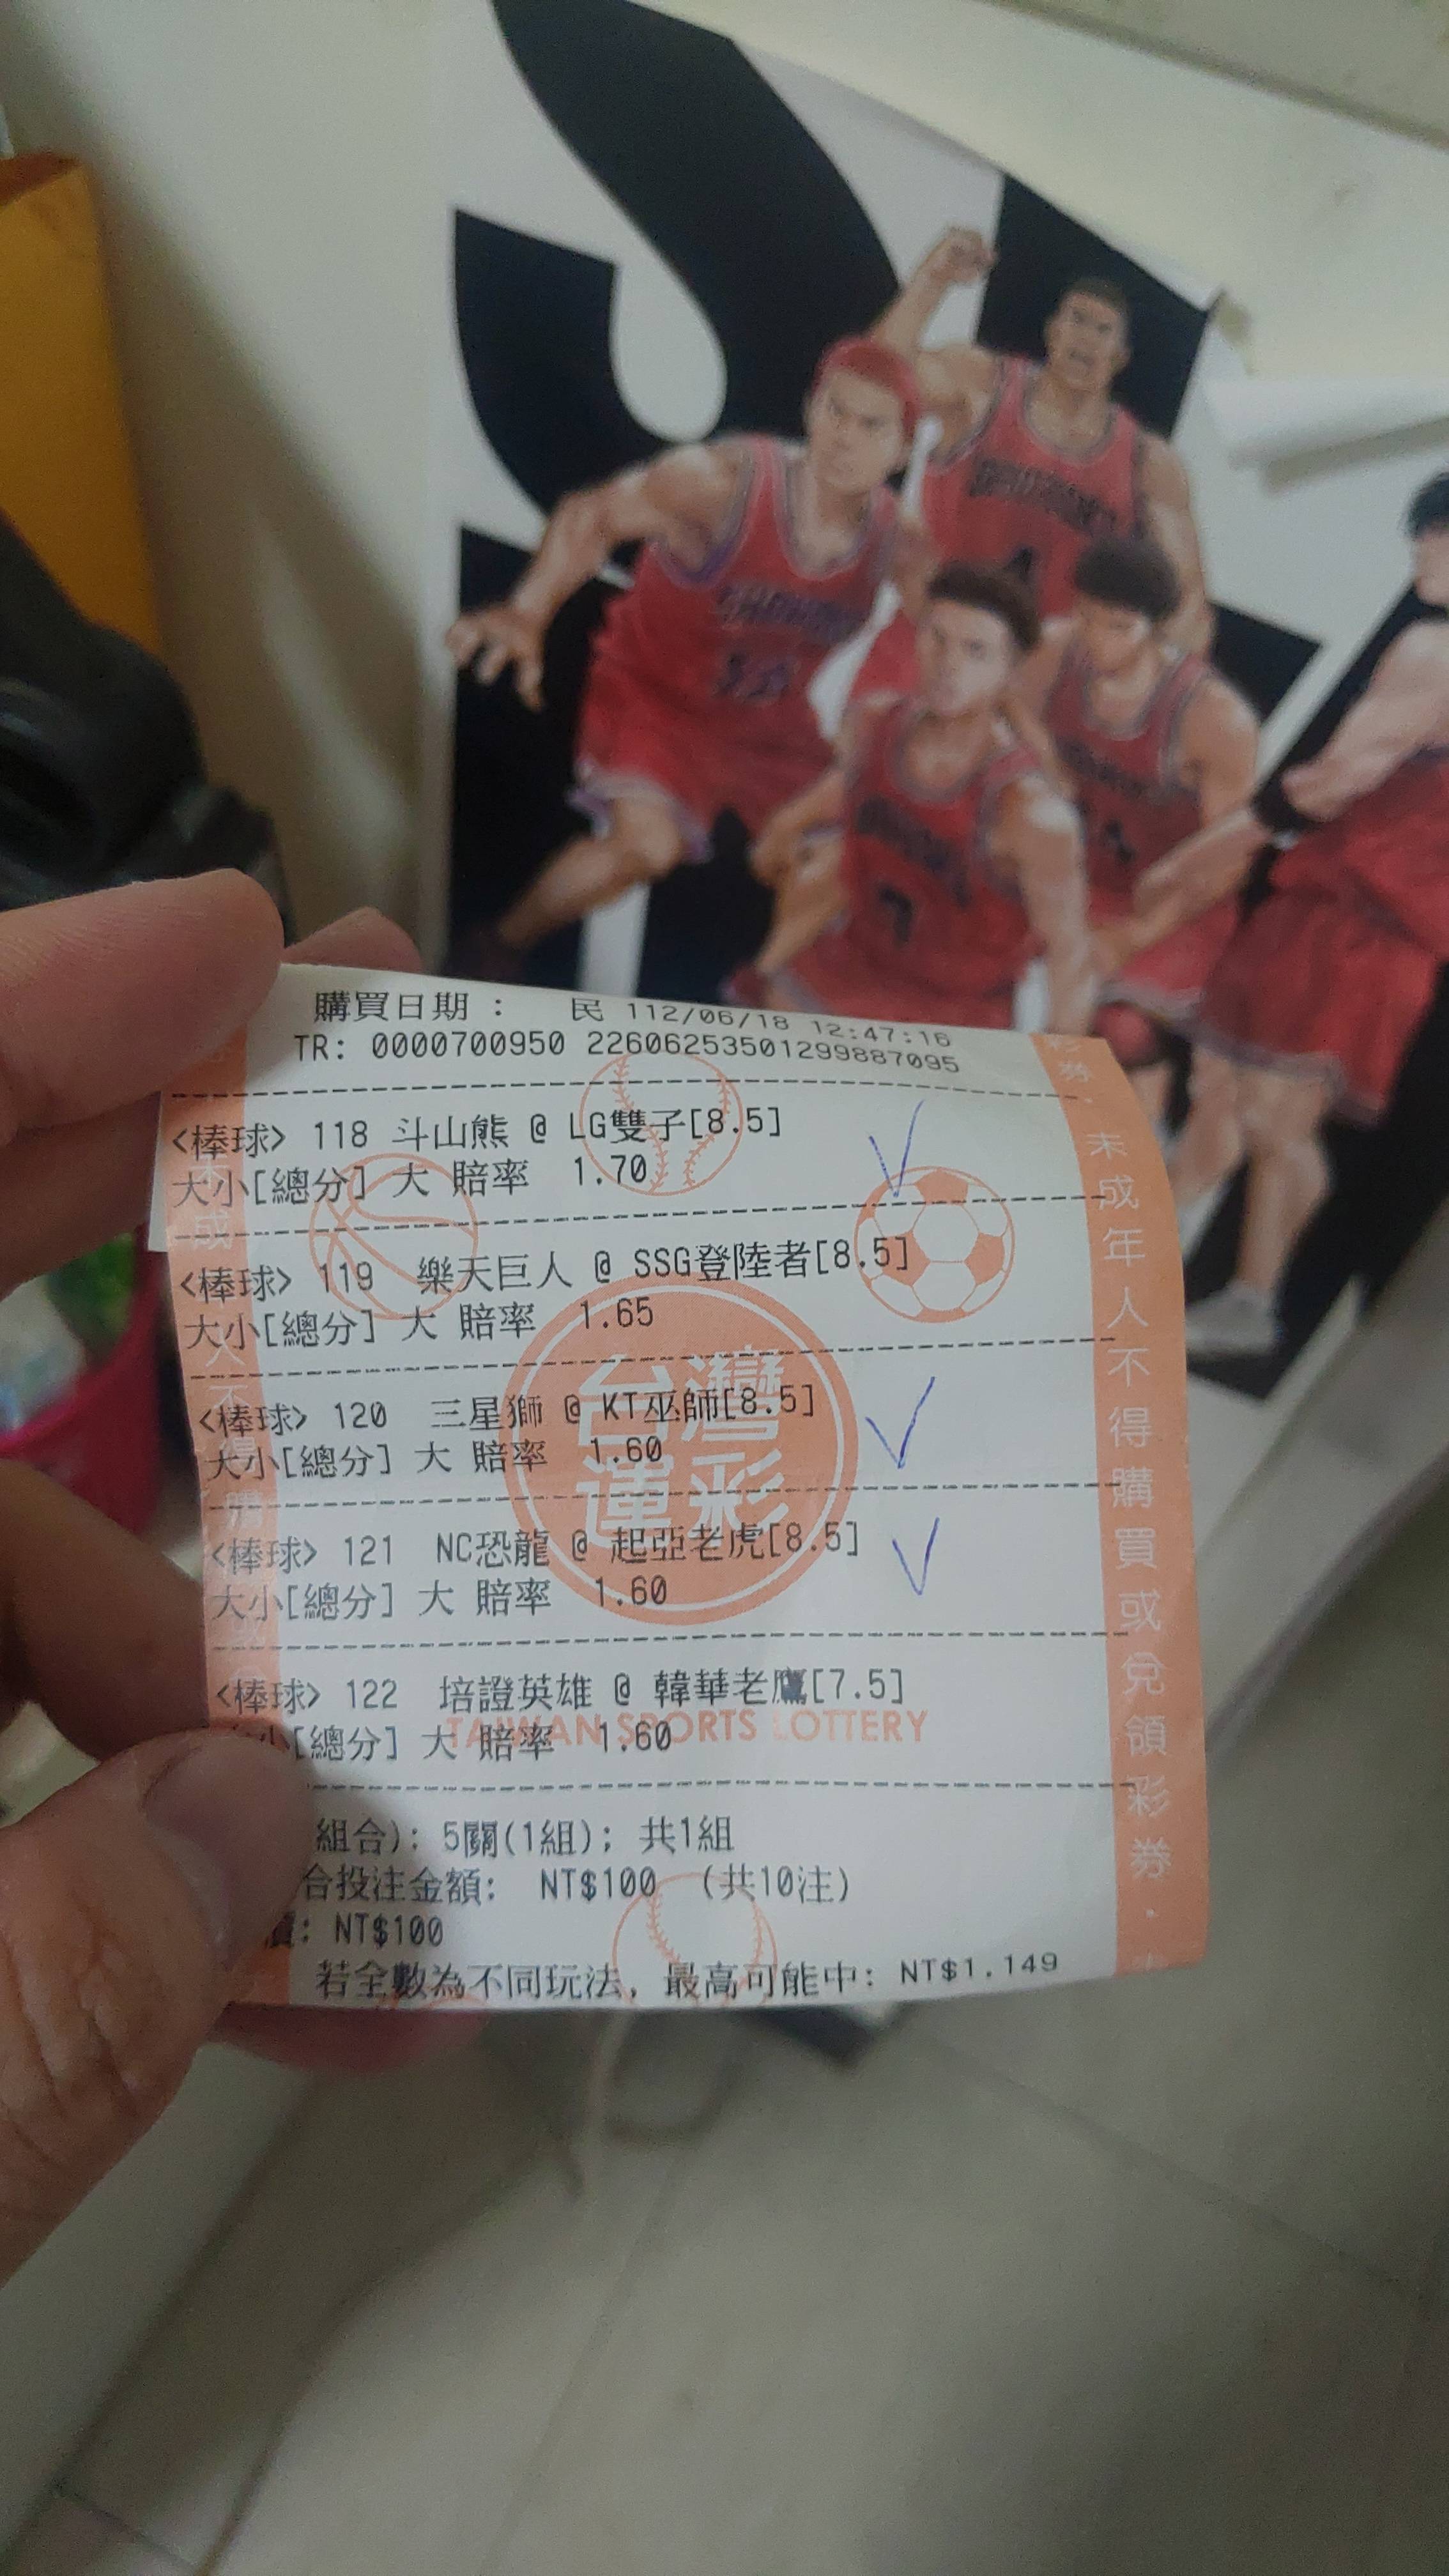 購買日期： 民 112/06/18 12:47:16
TR: 0000700950 22606253501299887095
<棒球> 118 斗山熊 @ LG雙子[8.5]
大小[總分] 大 賠率 1.70
<棒球> 119 樂天巨人 @ SSG登陸者[8.5]
大小[總分] 大 賠率 1.65
<棒球> 120 三星獅 @ KT巫師[8.5]
大小[總分] 大 賠率 1.60
<棒球> 121 NC恐龍 @ 起亞老虎[8.5]
大小[總分] 大 賠率 1.60
<棒球> 122 培證英雄 @ 韓華老鷹[7.5]
小[總分] 大 賠率 1.60
組合): 5關(1組); 共1組
合投注金額: NT$100 (共10注)
: NT$100
若全數為不同玩法, 最高可能中: NT$1,149
台灣
運彩
TAIWAN SPORTS LOTTERY
彩券．未成年人不得購買或兌領彩券．